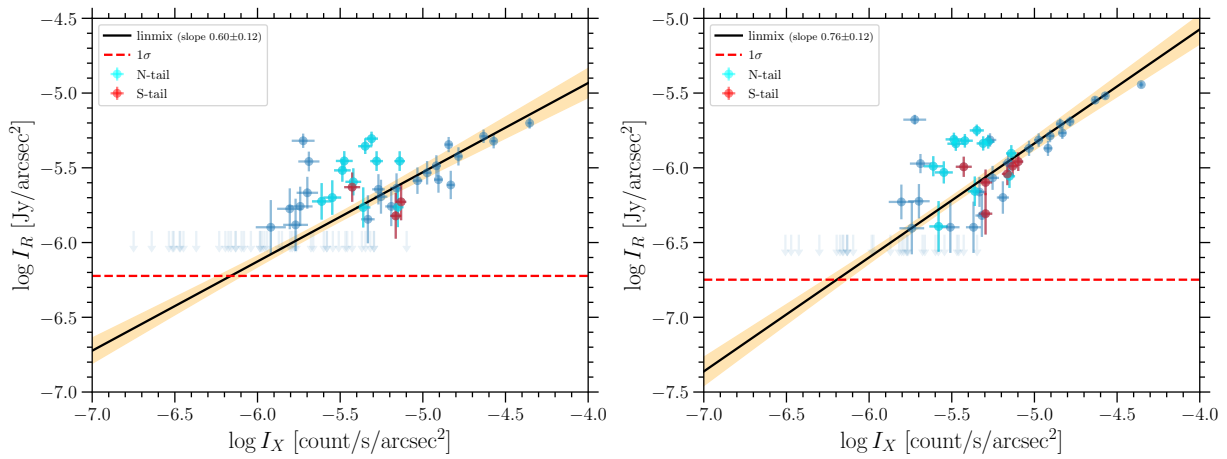 linmix (slope 0.60±0.12)
1σ
N-tail
S-tail
−5.0
−5.5
−6.0
−6.5
−7.0
log I_R [Jy/arcsec²]
−7.0 −6.5 −6.0 −5.5 −5.0 −4.5 −4.0
log I_X [count/s/arcsec²]
−4.5
linmix (slope 0.76±0.12)
1σ
N-tail
S-tail
−5.0
−5.5
−6.0
−6.5
−7.0
−7.5
log I_R [Jy/arcsec²]
−7.0 −6.5 −6.0 −5.5 −5.0 −4.5 −4.0
log I_X [count/s/arcsec²]